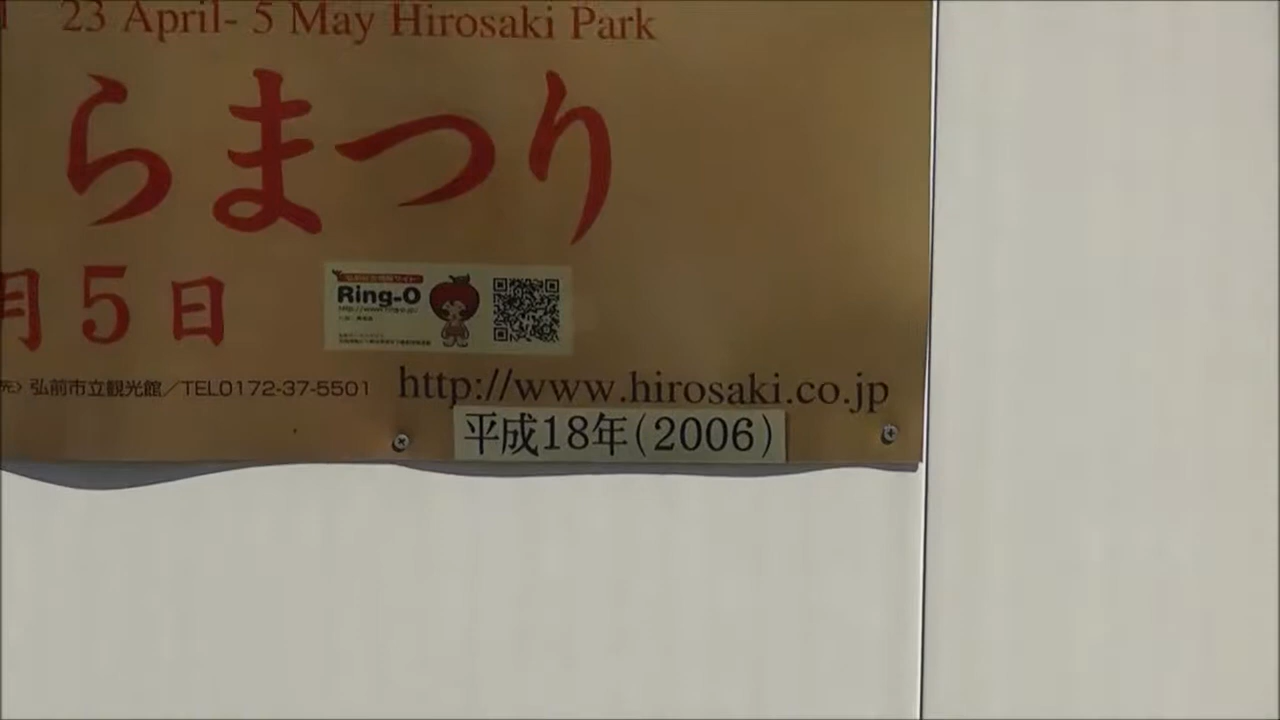 23 April- 5 May Hirosaki Park
らまつり
月5日
Ring-O
弘前市立観光館／TEL0172-37-5501
http://www.hirosaki.co.jp
平成18年(2006)